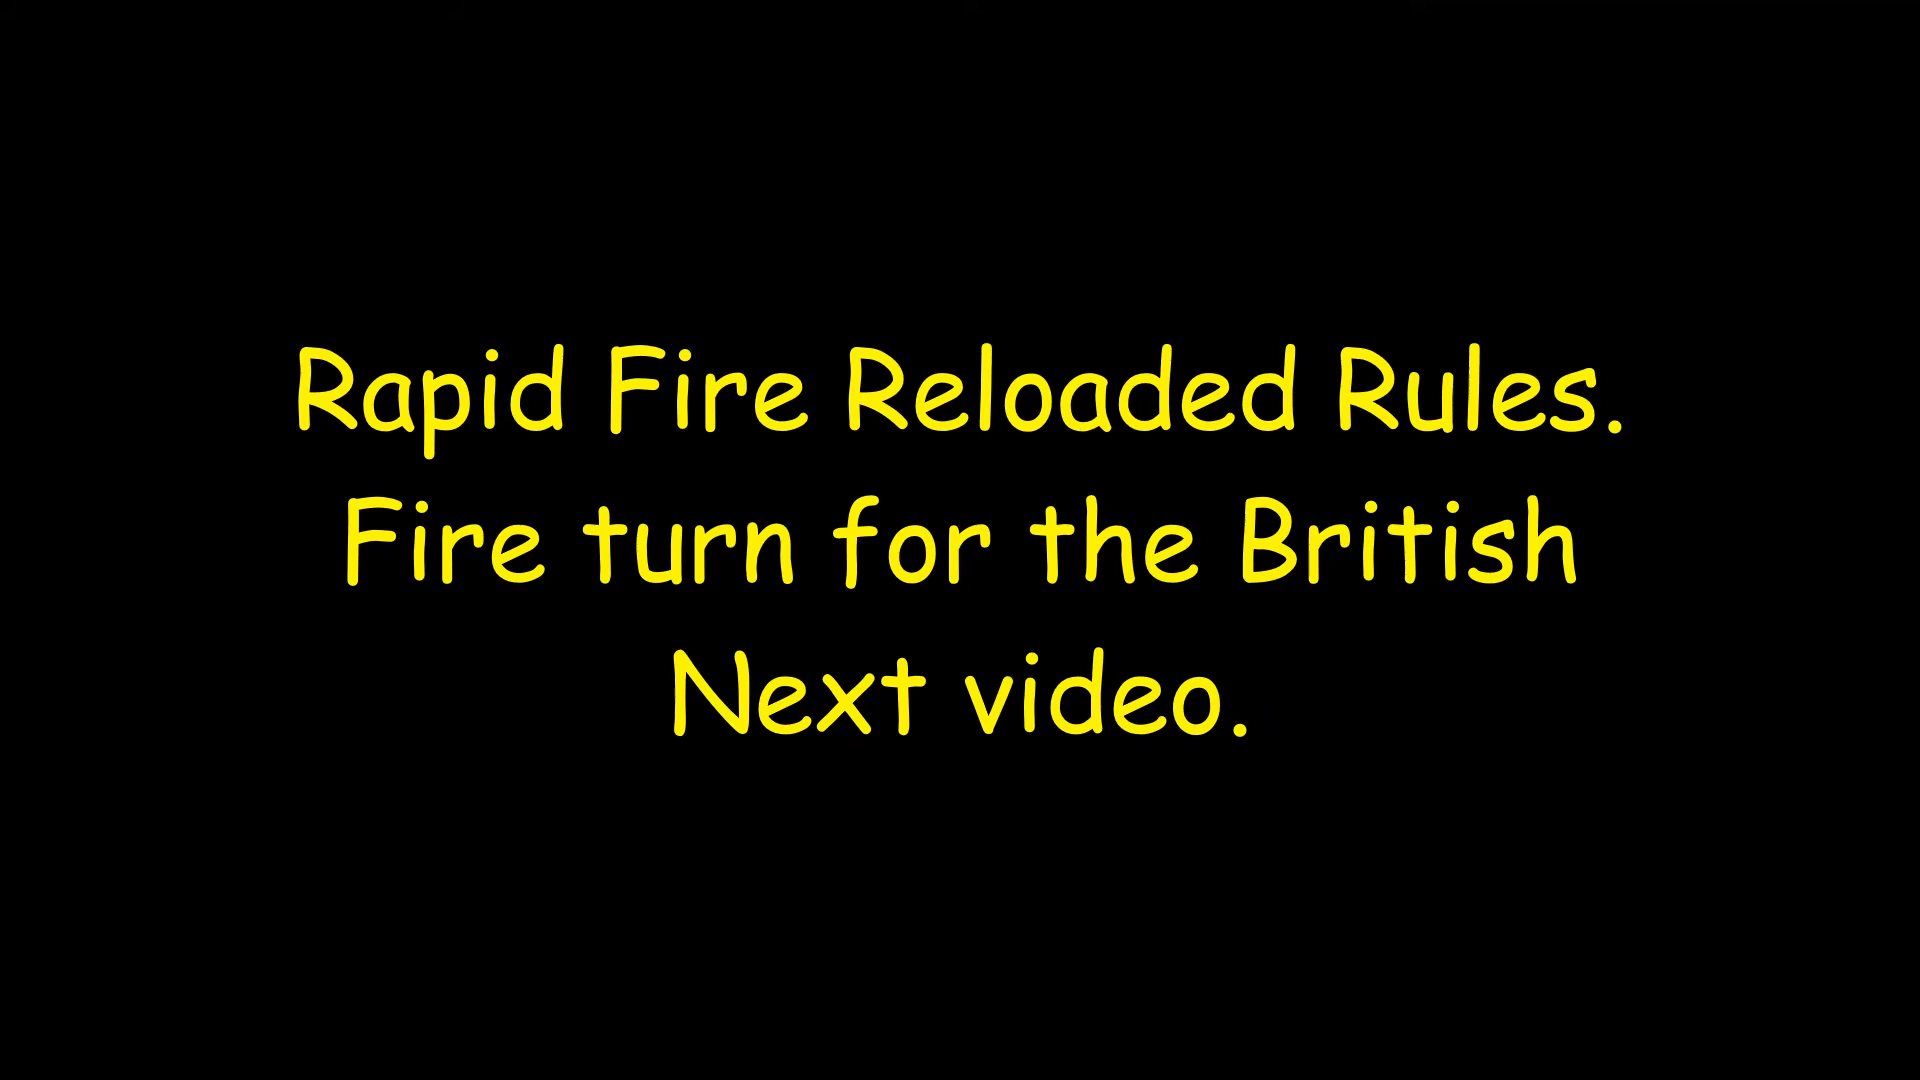 Rapid Fire Reloaded Rules.
Fire turn for the British
Next video.